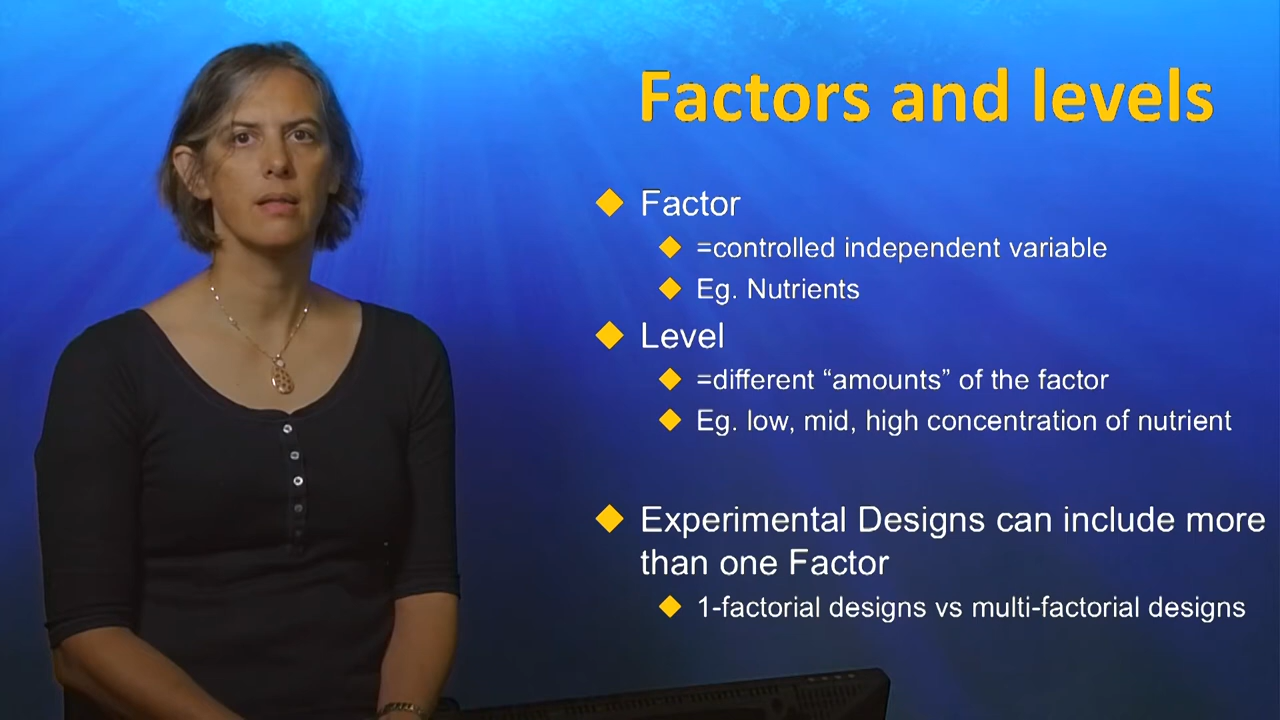 Factors and levels
Factor
=controlled independent variable
Eg. Nutrients
Level
=different “amounts” of the factor
Eg. low, mid, high concentration of nutrient
Experimental Designs can include more
than one Factor
1-factorial designs vs multi-factorial designs